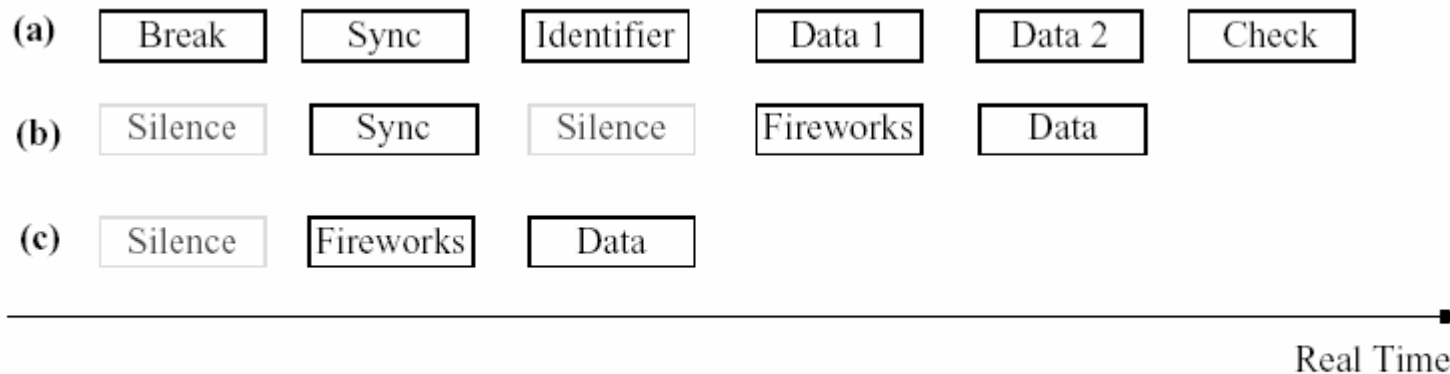 (a) Break Sync Identifier Data 1 Data 2 Check
(b) Silence Sync Silence Fireworks Data
(c) Silence Fireworks Data
Real Time